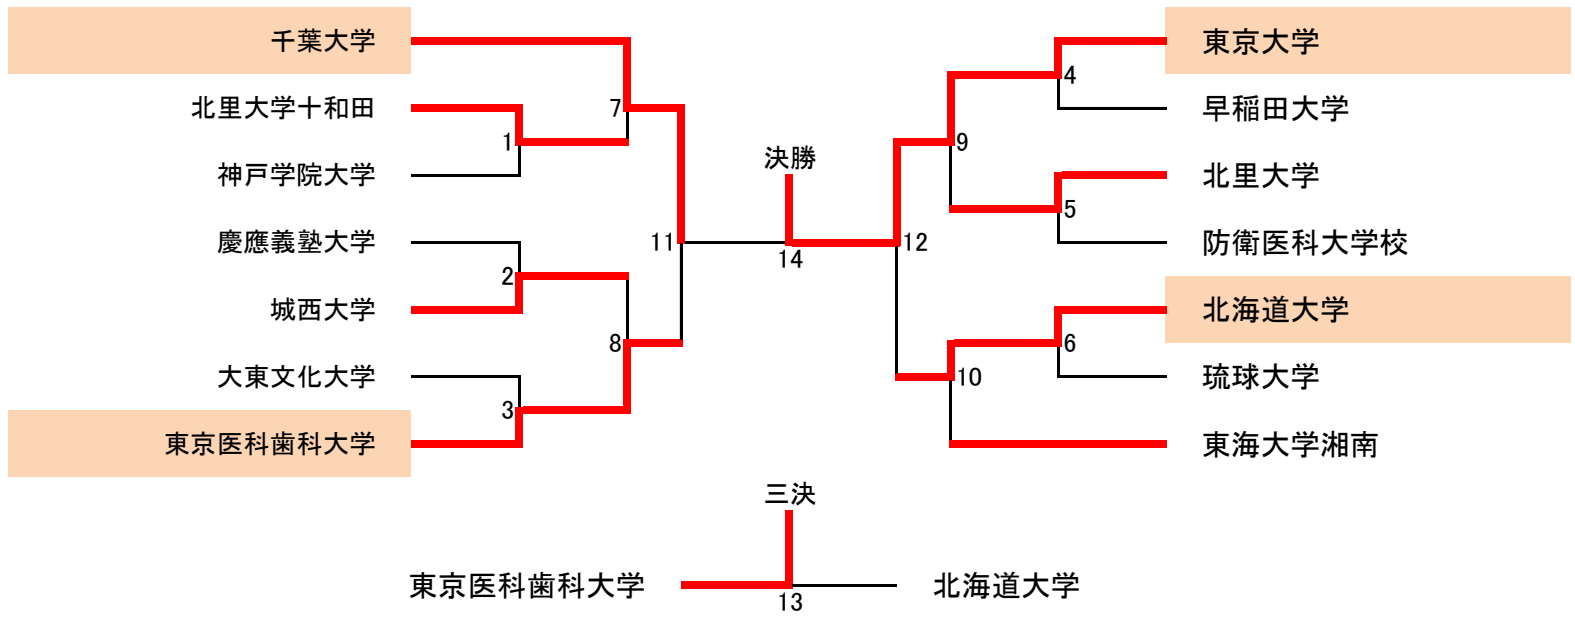 千葉大学
北里大学十和田
神戸学院大学
慶應義塾大学
城西大学
大東文化大学
東京医科歯科大学
1
2
3
7
8
11
決勝
14
12
9
10
4
5
6
東京大学
早稲田大学
北里大学
防衛医科大学校
北海道大学
琉球大学
東海大学湘南
三決
東京医科歯科大学
13
北海道大学